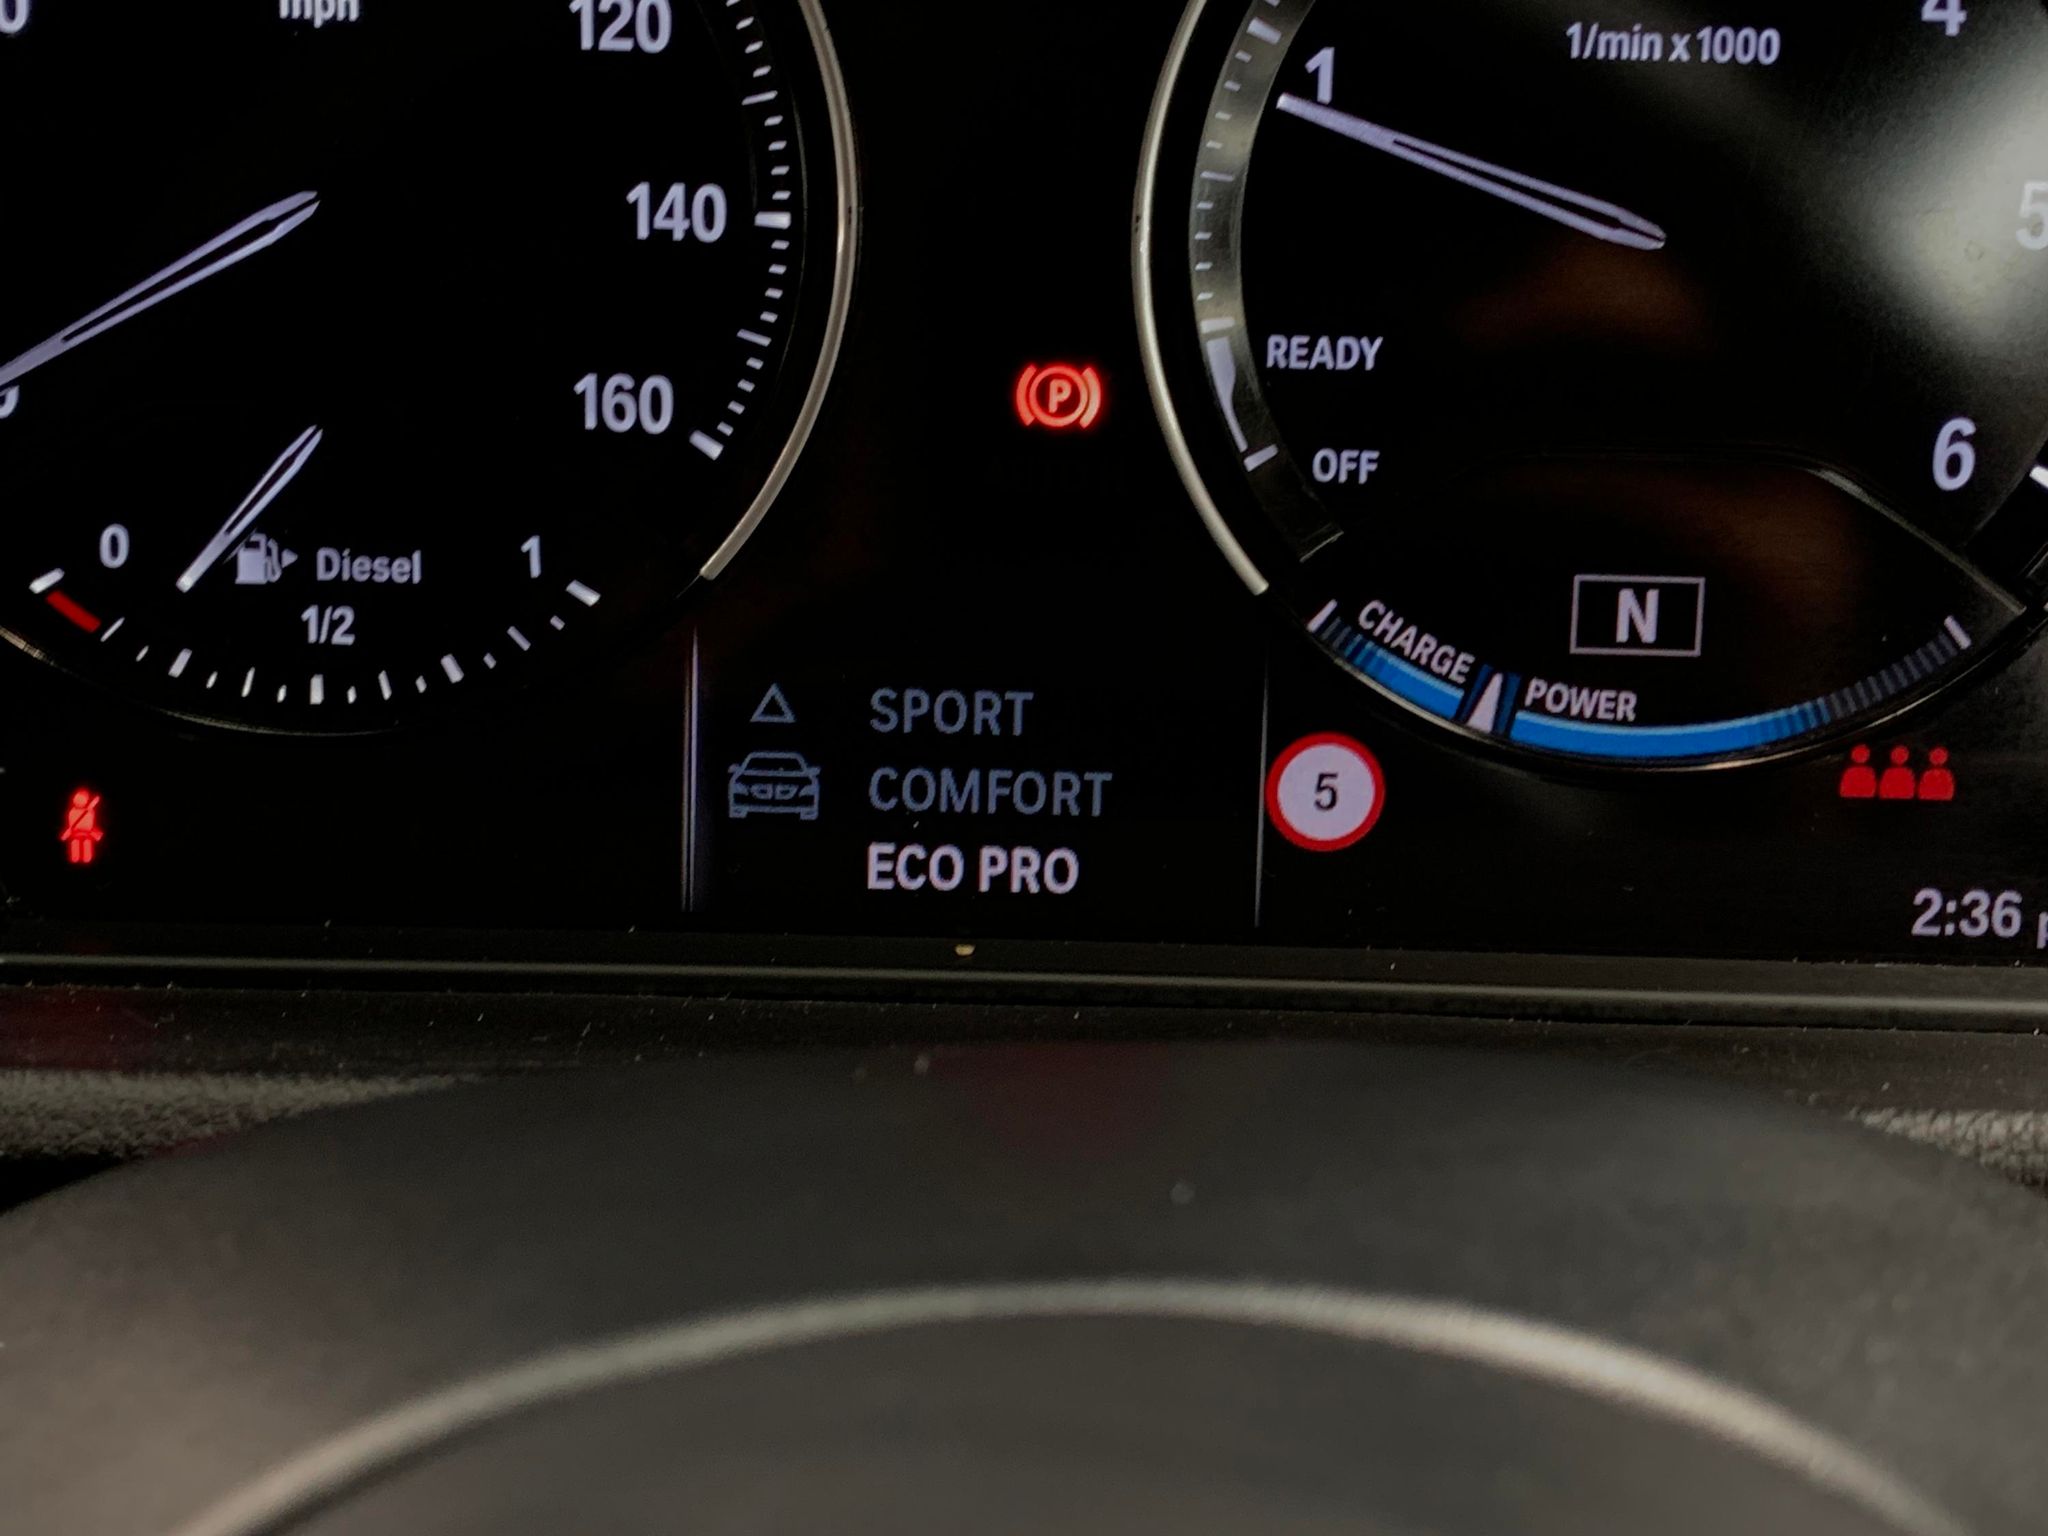 mph
120
140
160
0
Diesel
1
1/2
P
1/min x 1000
1
4
5
6
READY
OFF
N
CHARGE
POWER
SPORT
COMFORT
ECO PRO
5
2:36